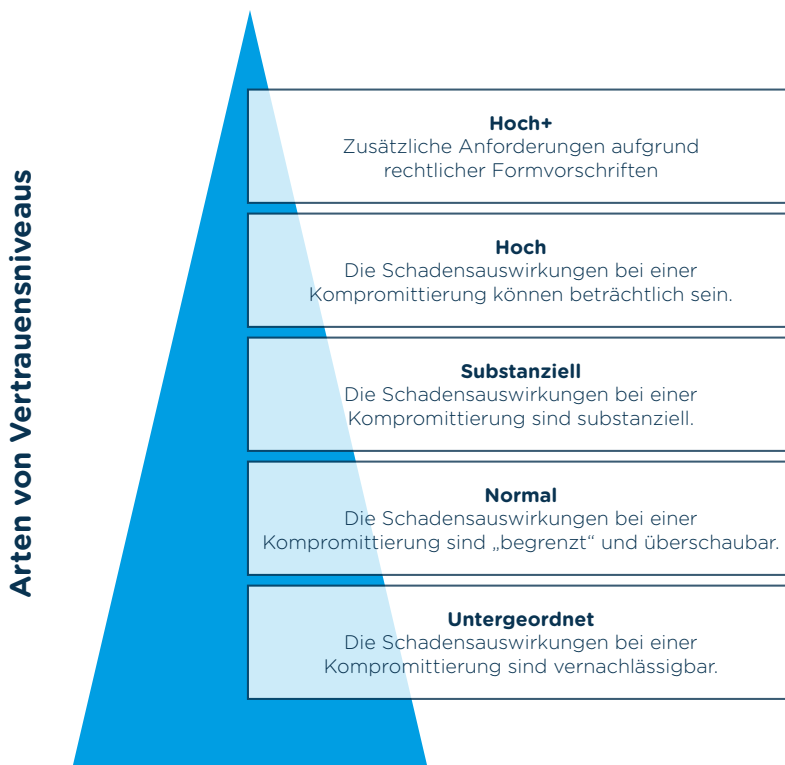 Arten von Vertrauensniveaus
Hoch+
Zusätzliche Anforderungen aufgrund
rechtlicher Formvorschriften
Hoch
Die Schadensauswirkungen bei einer
Kompromittierung können beträchtlich sein.
Substanziell
Die Schadensauswirkungen bei einer
Kompromittierung sind substanziell.
Normal
Die Schadensauswirkungen bei einer
Kompromittierung sind „begrenzt“ und überschaubar.
Untergeordnet
Die Schadensauswirkungen bei einer
Kompromittierung sind vernachlässigbar.